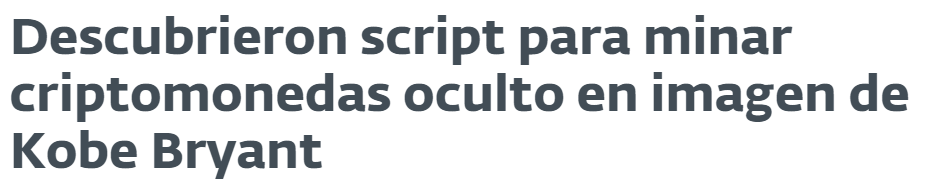 Descubrieron script para minar
criptomonedas oculto en imagen de
Kobe Bryant